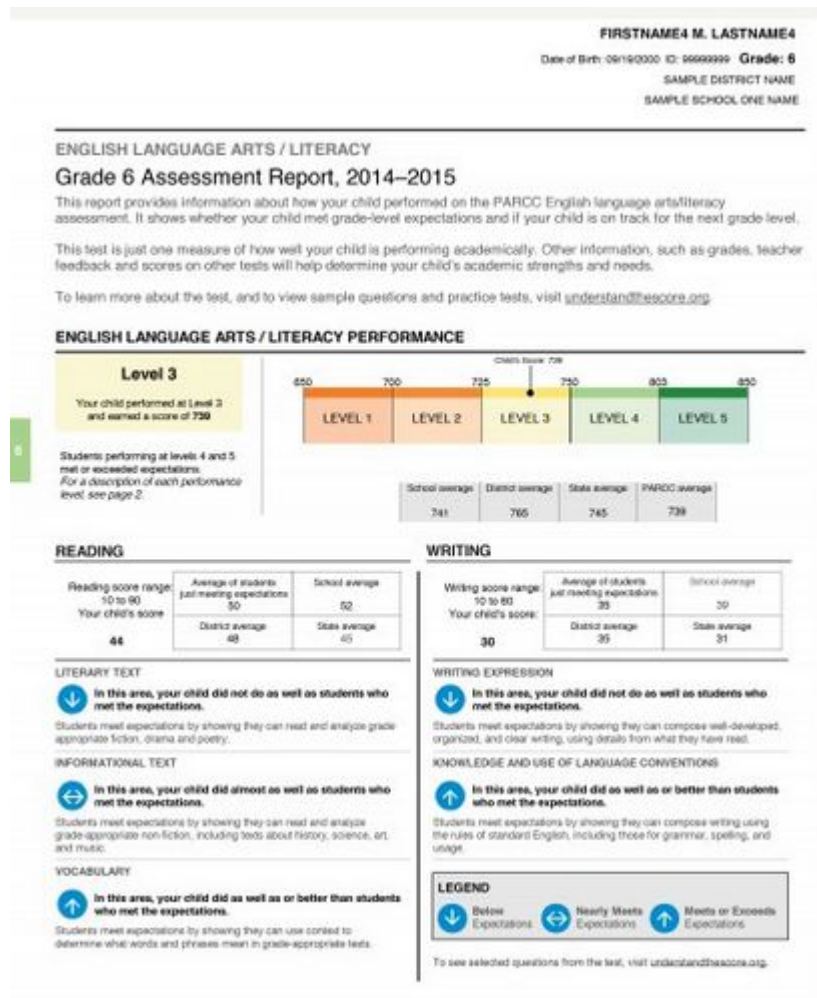 FIRSTNAME4 M. LASTNAME4
Date of Birth: 09/19/2000 ID: 99999999 Grade: 6
SAMPLE DISTRICT NAME
SAMPLE SCHOOL ONE NAME
ENGLISH LANGUAGE ARTS / LITERACY
Grade 6 Assessment Report, 2014–2015
This report provides information about how your child performed on the PARCC English language arts/literacy
assessment. It shows whether your child met grade-level expectations and if your child is on track for the next grade level.
This test is just one measure of how well your child is performing academically. Other information, such as grades, teacher
feedback and scores on other tests will help determine your child's academic strengths and needs.
To learn more about the test, and to view sample questions and practice tests, visit understandthescore.org.
ENGLISH LANGUAGE ARTS / LITERACY PERFORMANCE
Level 3
Your child performed at Level 3
and earned a score of 739
Students performing at levels 4 and 5
met or exceeded expectations.
For a description of each performance
level, see page 2.
Child's Score: 739
650 700 725 750 803 850
LEVEL 1 LEVEL 2 LEVEL 3 LEVEL 4 LEVEL 5
School average District average State average PARCC average
741 765 745 739
6
READING
Reading score range:
10 to 90
Your child's score
44
Average of students
just meeting expectations
50
School average
52
District average
48
State average
45
LITERARY TEXT
In this area, your child did not do as well as students who
met the expectations.
Students meet expectations by showing they can read and analyze grade
appropriate fiction, drama and poetry.
INFORMATIONAL TEXT
In this area, your child did almost as well as students who
met the expectations.
Students meet expectations by showing they can read and analyze
grade-appropriate non-fiction, including texts about history, science, art
and music.
VOCABULARY
In this area, your child did as well as or better than students
who met the expectations.
Students meet expectations by showing they can use context to
determine what words and phrases mean in grade-appropriate texts.
WRITING
Writing score range:
10 to 60
Your child's score:
30
Average of students
just meeting expectations
35
School average
39
District average
35
State average
31
WRITING EXPRESSION
In this area, your child did not do as well as students who
met the expectations.
Students meet expectations by showing they can compose well-developed,
organized, and clear writing, using details from what they have read.
KNOWLEDGE AND USE OF LANGUAGE CONVENTIONS
In this area, your child did as well as or better than students
who met the expectations.
Students meet expectations by showing they can compose writing using
the rules of standard English, including those for grammar, spelling, and
usage.
LEGEND
Below
Expectations
Nearly Meets
Expectations
Meets or Exceeds
Expectations
To see selected questions from the test, visit understandthescore.org.